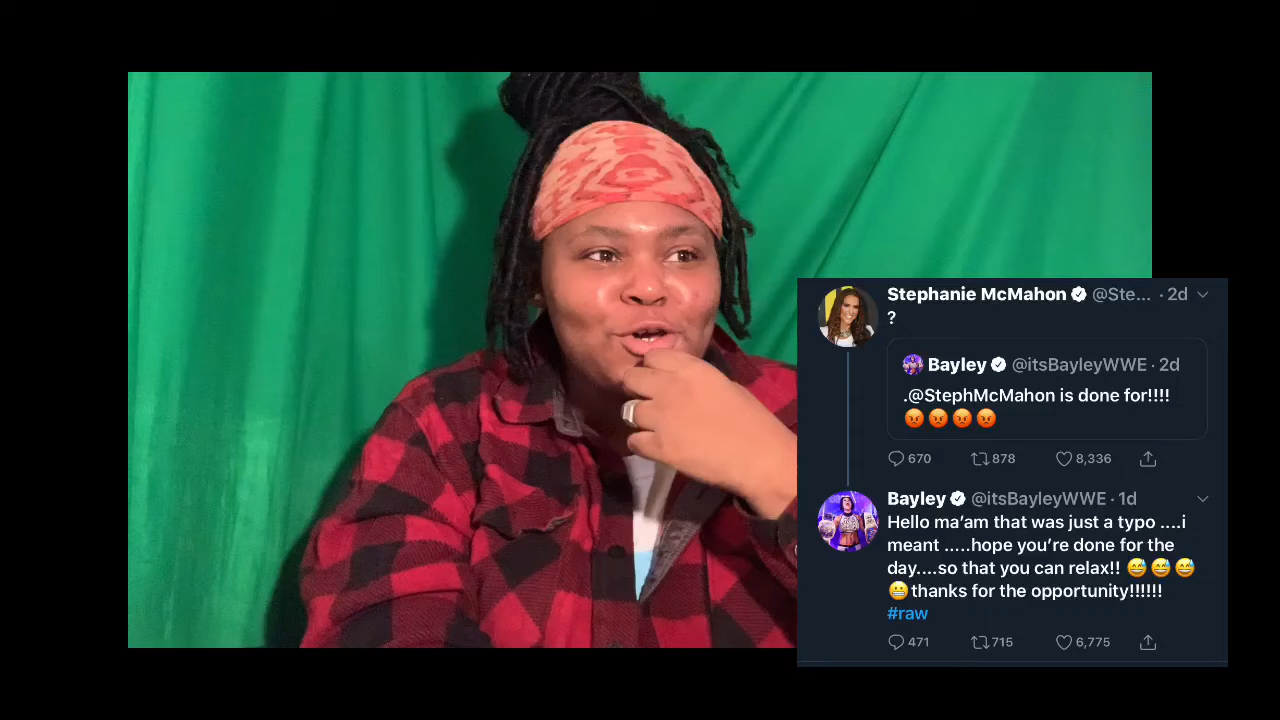 Stephanie McMahon @Ste... · 2d
?
Bayley @itsBayleyWWE · 2d
.@StephMcMahon is done for!!!!
😡😡😡😡
670 878 8,336
Bayley @itsBayleyWWE · 1d
Hello ma’am that was just a typo ....i
meant .....hope you’re done for the
day....so that you can relax!! 😅😅😅
😬thanks for the opportunity!!!!!!
#raw
471 715 6,775